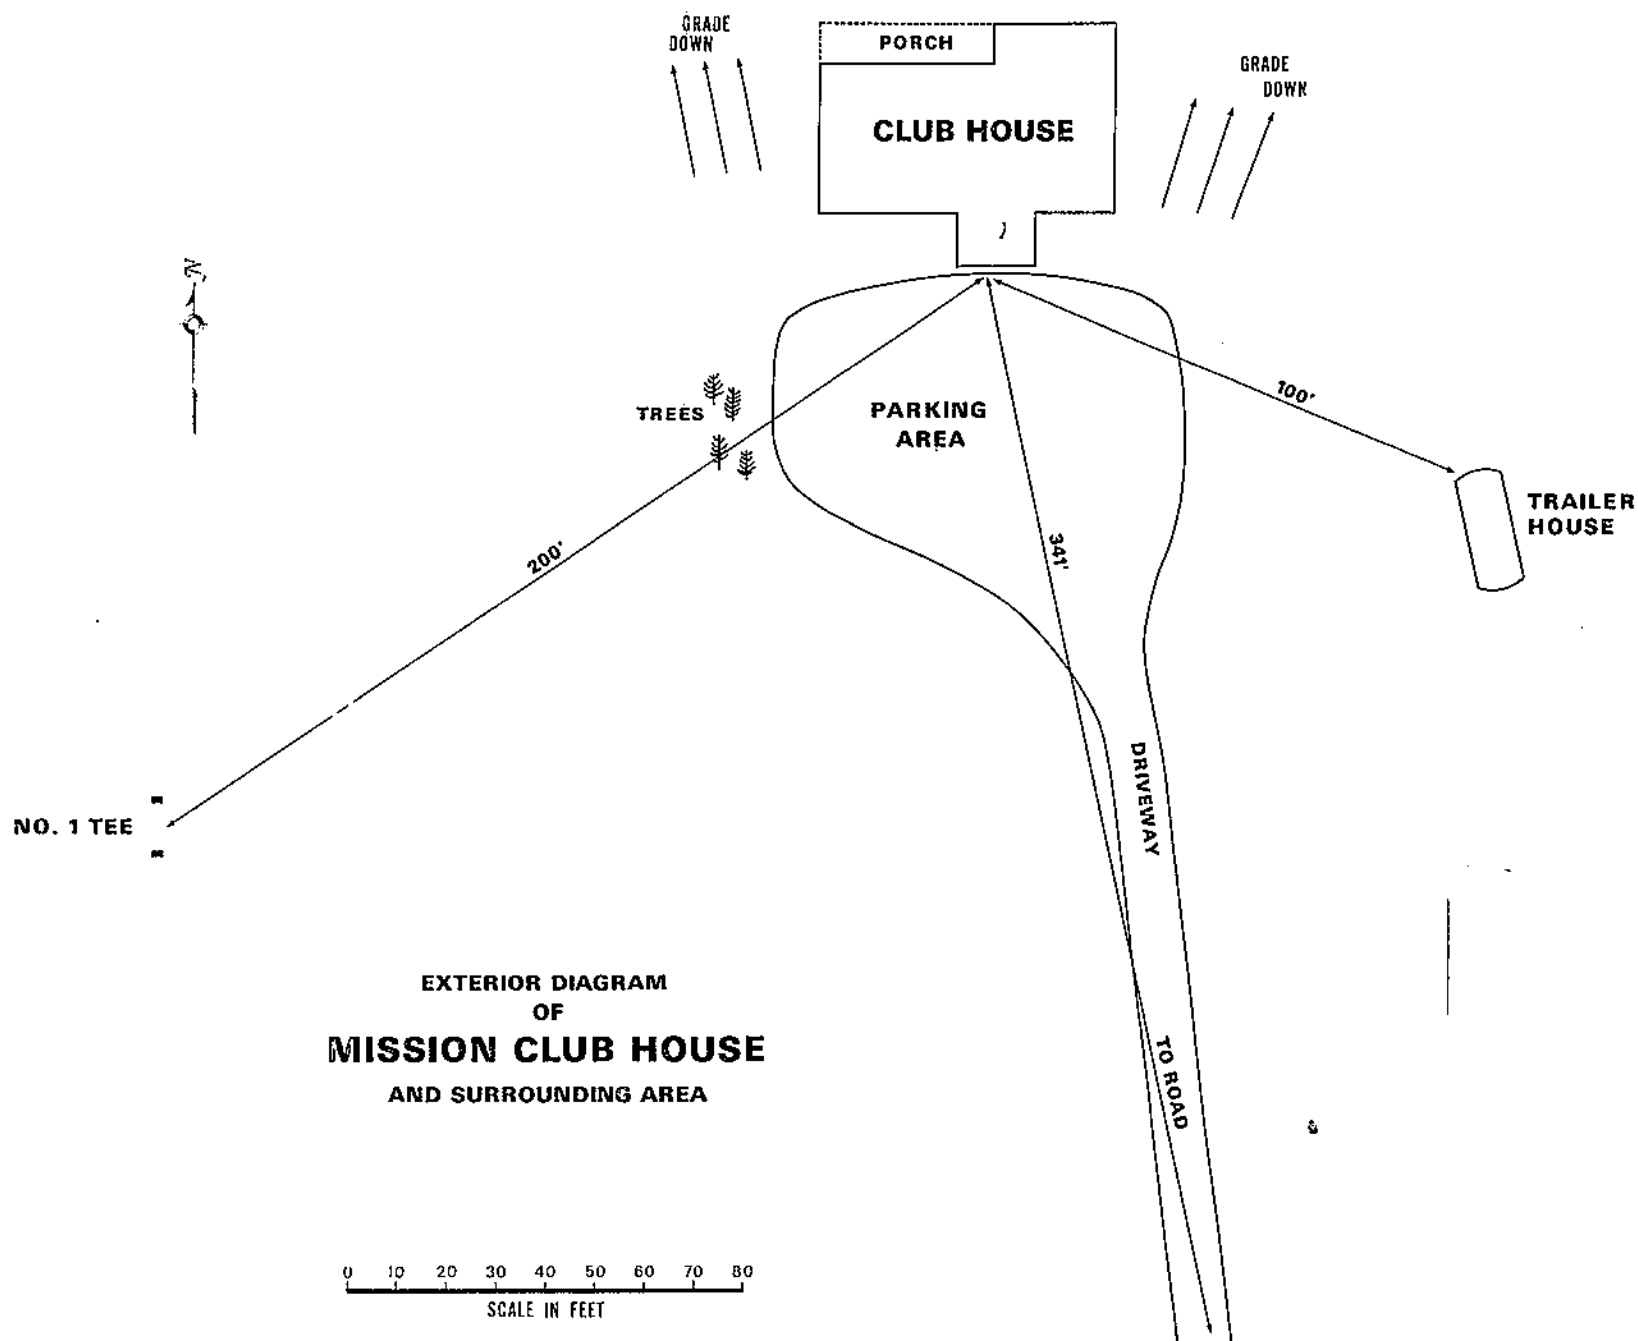 GRADE
DOWN
PORCH
CLUB HOUSE
GRADE
DOWN
N
TREES
PARKING
AREA
100'
TRAILER
HOUSE
200'
341'
DRIVEWAY
NO. 1 TEE
EXTERIOR DIAGRAM
OF
MISSION CLUB HOUSE
AND SURROUNDING AREA
TO ROAD
0 10 20 30 40 50 60 70 80
SCALE IN FEET